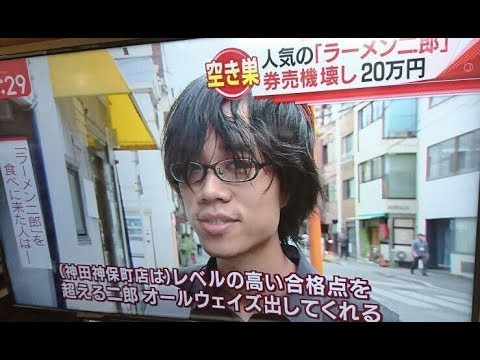 :29
空き巣
人気の「ラーメン二郎」
券売機壊し20万円
「ラーメン二郎」を
食べに来た人は…
(神田神保町店は)レベルの高い合格点を
超える二郎 オールウェイズ出してくれる